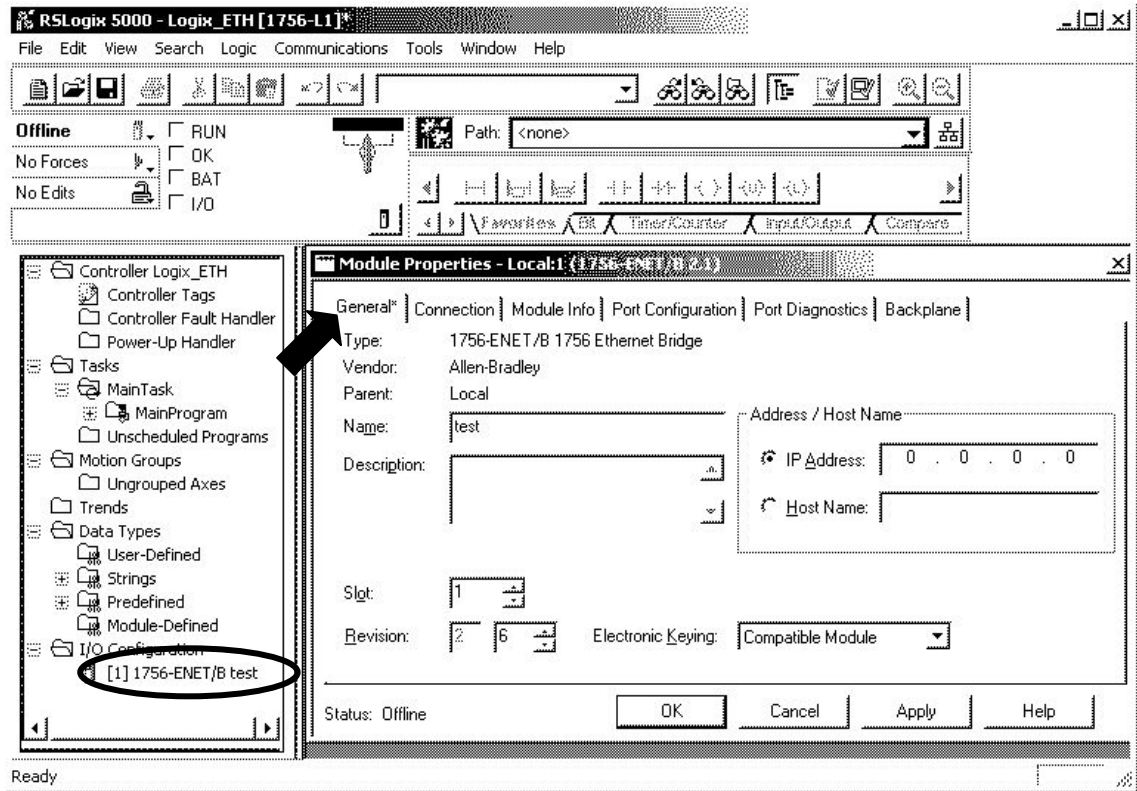 RSLogix 5000 - Logix_ETH [1756-L1]*
File Edit View Search Logic Communications Tools Window Help
Offline
RUN
No Forces
OK
No Edits
BAT
I/O
Path: <none>
Favorites Bit Timer/Counter Input/Output Compare
Controller Logix_ETH
Controller Tags
Controller Fault Handler
Power-Up Handler
Tasks
MainTask
MainProgram
Unscheduled Programs
Motion Groups
Ungrouped Axes
Trends
Data Types
User-Defined
Strings
Predefined
Module-Defined
I/O Configuration
[1] 1756-ENET/B test
Module Properties - Local:1 (1756-ENET/B 2.1)
General* Connection Module Info Port Configuration Port Diagnostics Backplane
Type: 1756-ENET/B 1756 Ethernet Bridge
Vendor: Allen-Bradley
Parent: Local
Name: test
Description:
Address / Host Name
IP Address: 0 . 0 . 0 . 0
Host Name:
Slot: 1
Revision: 2 6 Electronic Keying: Compatible Module
Status: Offline
OK Cancel Apply Help
Ready